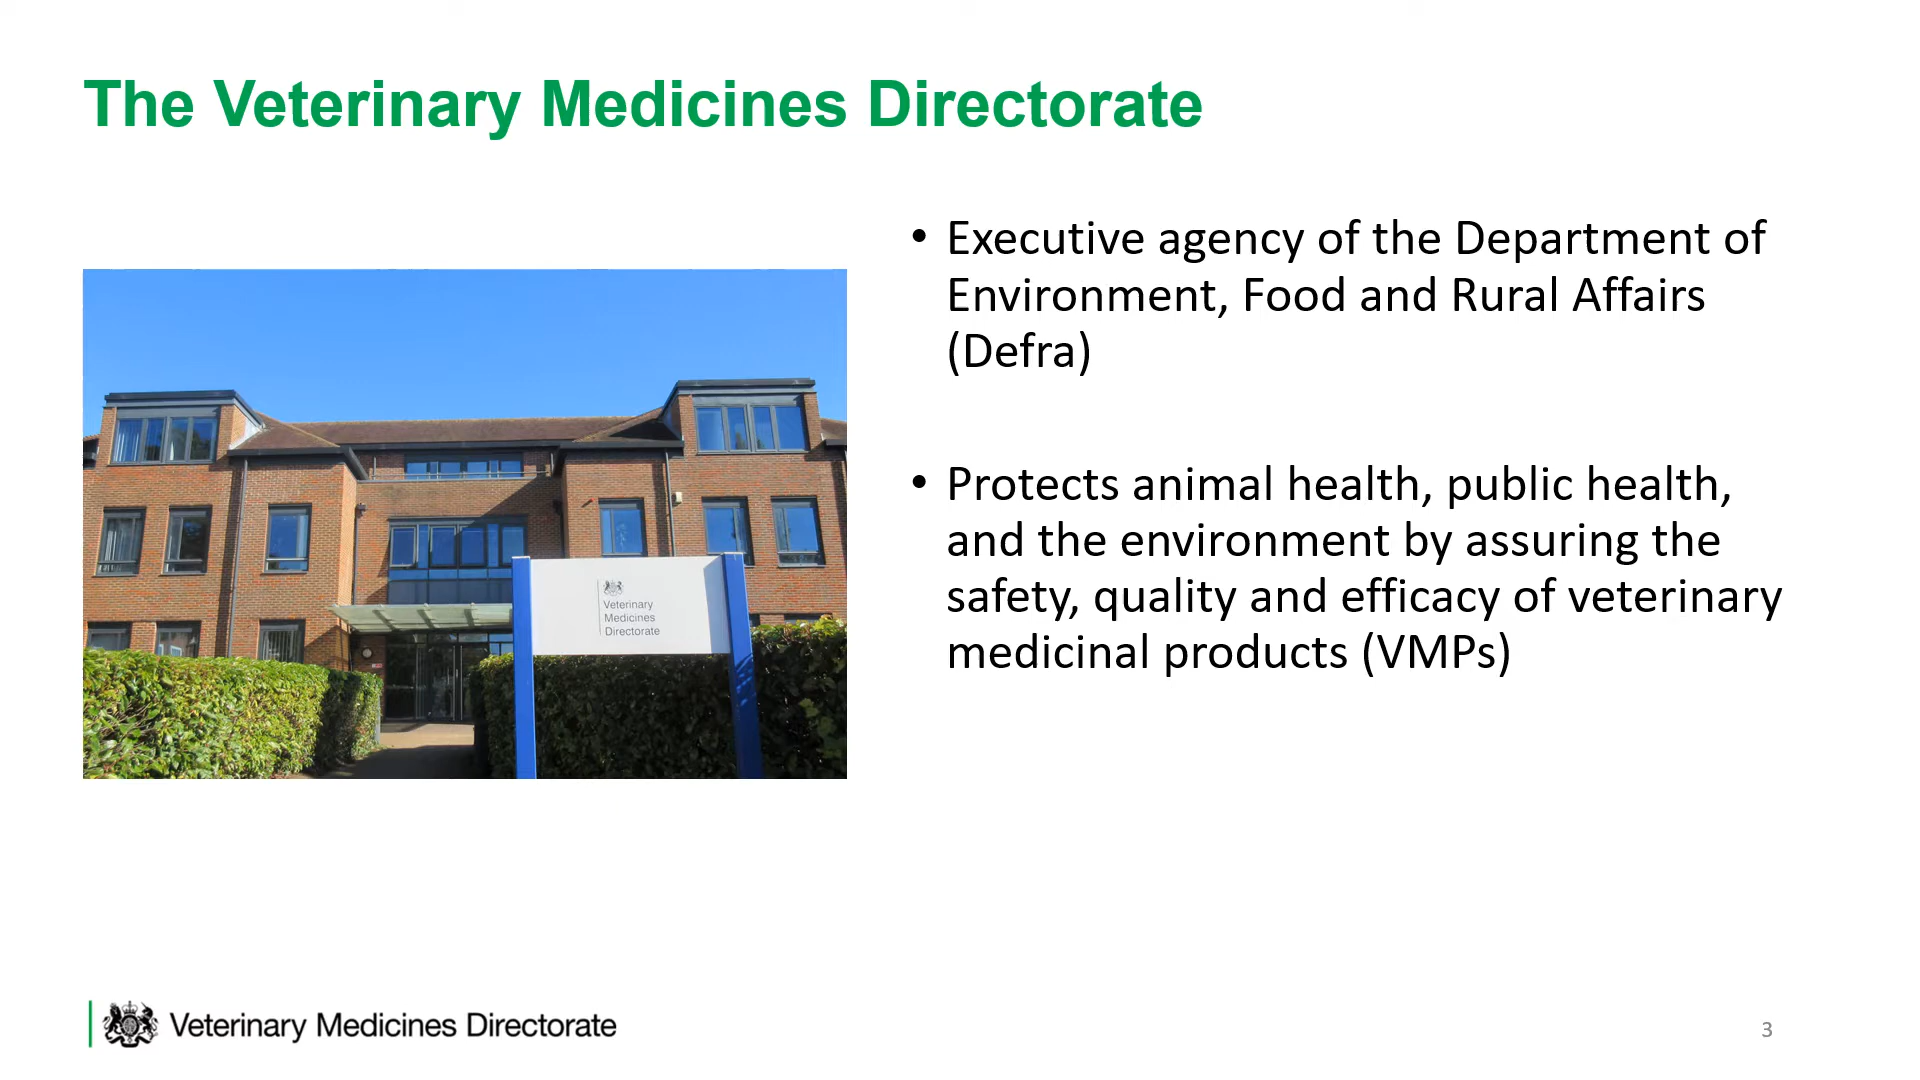 The Veterinary Medicines Directorate
• Executive agency of the Department of
Environment, Food and Rural Affairs
(Defra)
• Protects animal health, public health,
and the environment by assuring the
safety, quality and efficacy of veterinary
medicinal products (VMPs)
Veterinary
Medicines
Directorate
Veterinary Medicines Directorate
3